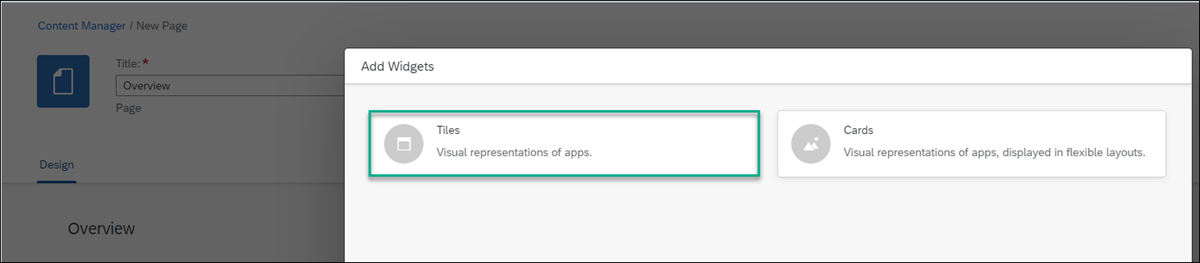 Content Manager / New Page
Title:*
Overview
Page
Design
Overview
Add Widgets
Tiles
Visual representations of apps.
Cards
Visual representations of apps, displayed in flexible layouts.